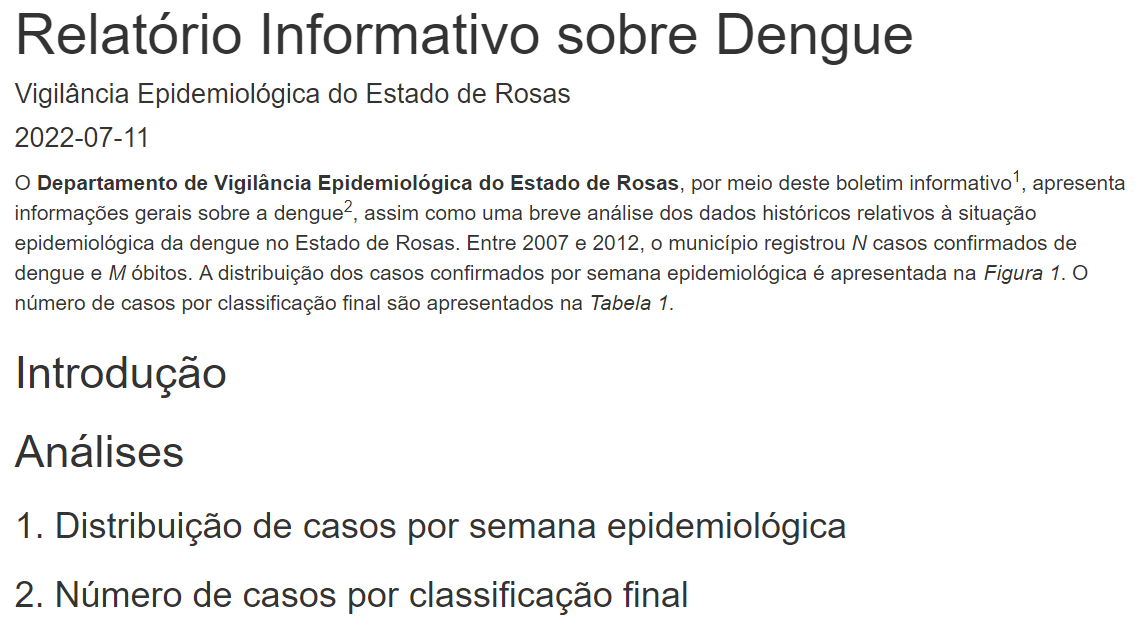 Relatório Informativo sobre Dengue
Vigilância Epidemiológica do Estado de Rosas
2022-07-11
O Departamento de Vigilância Epidemiológica do Estado de Rosas, por meio deste boletim informativo¹, apresenta
informações gerais sobre a dengue², assim como uma breve análise dos dados históricos relativos à situação
epidemiológica da dengue no Estado de Rosas. Entre 2007 e 2012, o município registrou N casos confirmados de
dengue e M óbitos. A distribuição dos casos confirmados por semana epidemiológica é apresentada na Figura 1. O
número de casos por classificação final são apresentados na Tabela 1.
Introdução
Análises
1. Distribuição de casos por semana epidemiológica
2. Número de casos por classificação final